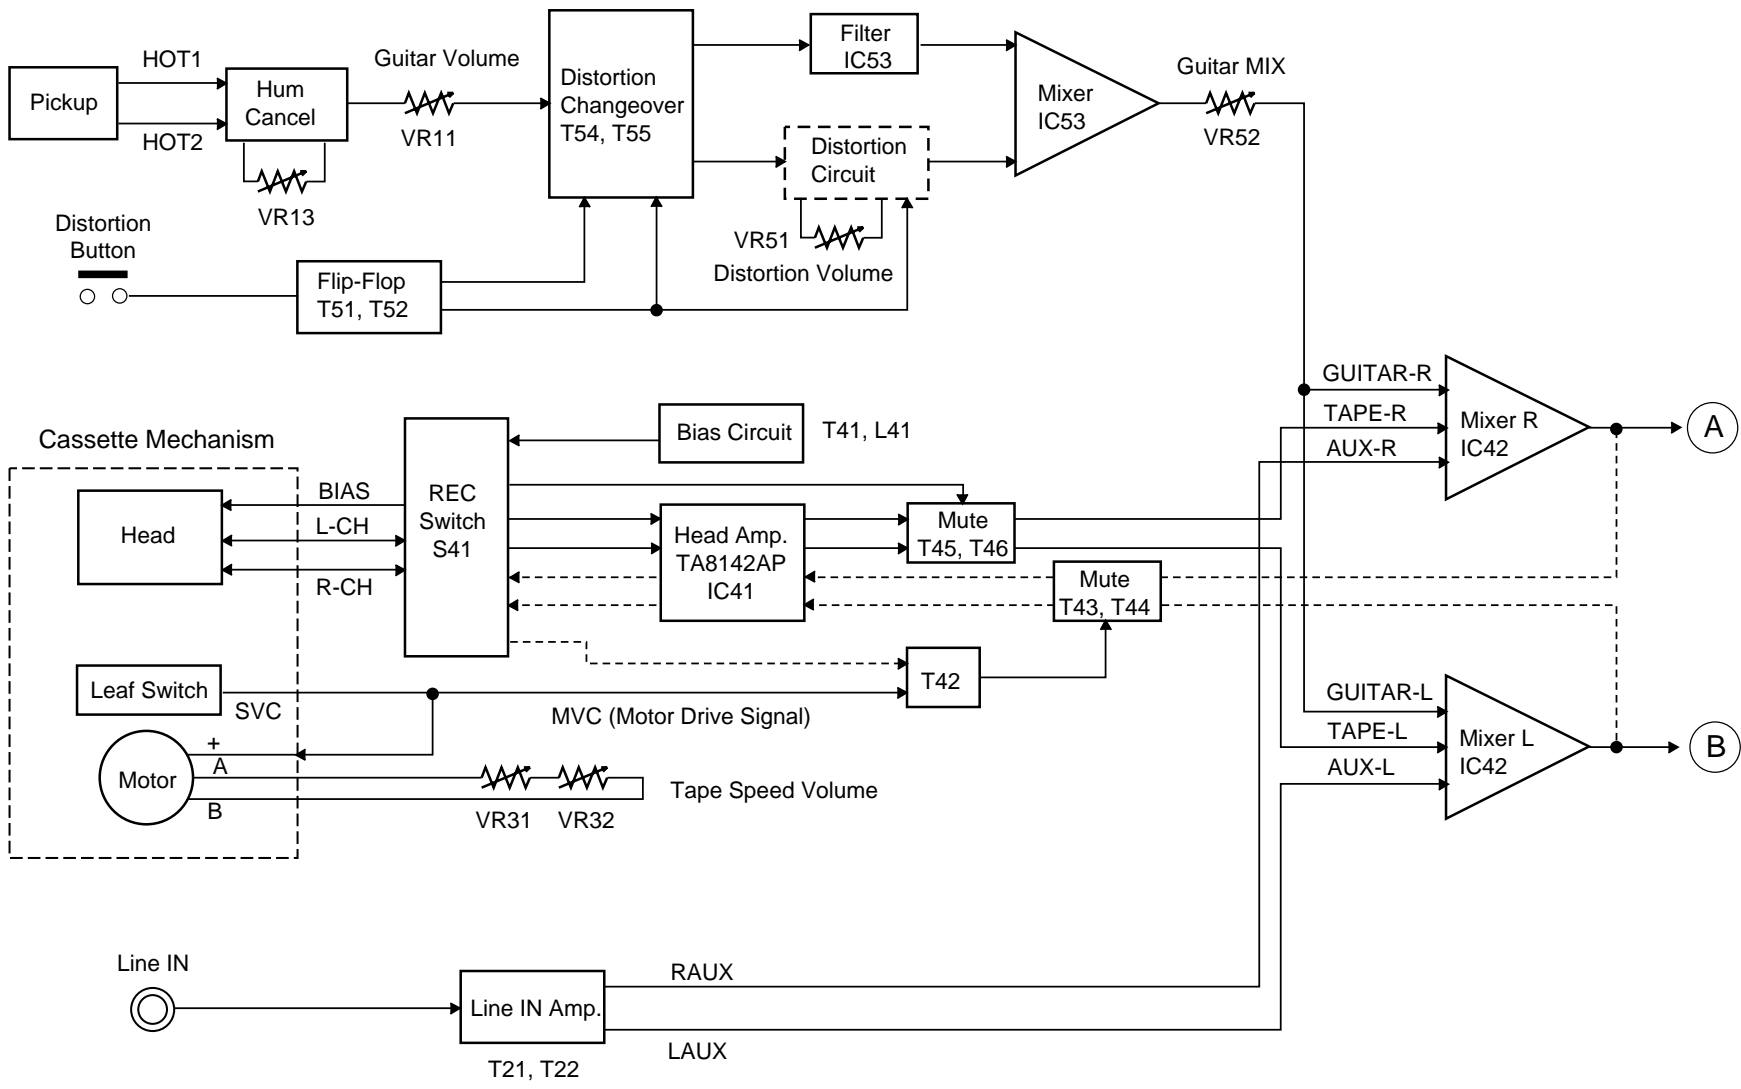 HOT1
HOT2
Pickup
Hum
Cancel
VR13
Guitar Volume
VR11
Distortion
Changeover
T54, T55
Filter
IC53
Distortion
Circuit
VR51
Distortion Volume
Mixer
IC53
Guitar MIX
VR52
Distortion
Button
Flip-Flop
T51, T52
GUITAR-R
TAPE-R
AUX-R
Mixer R
IC42
A
Cassette Mechanism
Head
BIAS
L-CH
R-CH
REC
Switch
S41
Bias Circuit
T41, L41
Head Amp.
TA8142AP
IC41
Mute
T45, T46
Mute
T43, T44
T42
Leaf Switch
SVC
MVC (Motor Drive Signal)
Motor
+
A
B
VR31
VR32
Tape Speed Volume
GUITAR-L
TAPE-L
AUX-L
Mixer L
IC42
B
Line IN
Line IN Amp.
T21, T22
RAUX
LAUX